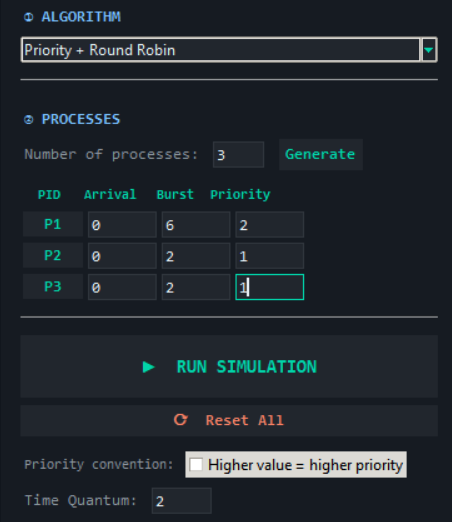 ① ALGORITHM
Priority + Round Robin
② PROCESSES
Number of processes: 3 Generate
PID Arrival Burst Priority
P1 0 6 2
P2 0 2 1
P3 0 2 1
▶ RUN SIMULATION
⟳ Reset All
Priority convention: Higher value = higher priority
Time Quantum: 2